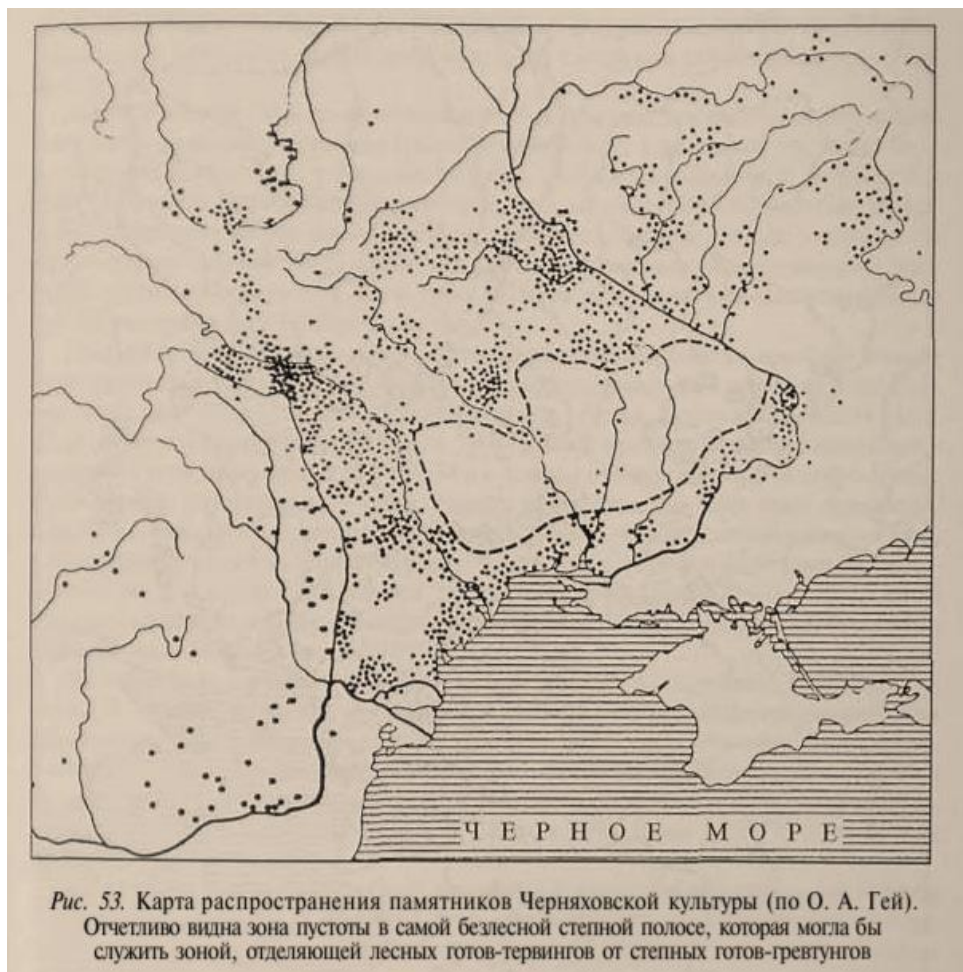 ЧЕРНОЕ МОРЕ
Рис. 53. Карта распространения памятников Черняховской культуры (по О. А. Гей).
Отчетливо видна зона пустоты в самой безлесной степной полосе, которая могла бы
служить зоной, отделяющей лесных готов-тервингов от степных готов-гревтунгов